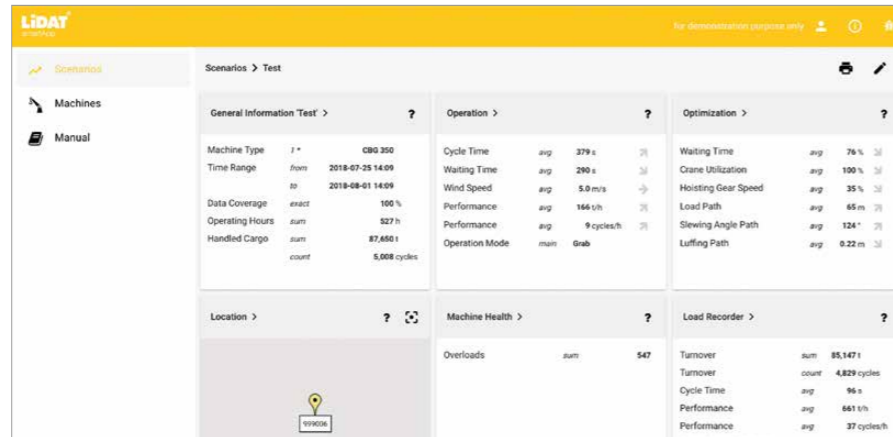 LiDAT
smartApp
for demonstration purpose only
Scenarios
Machines
Manual
Scenarios > Test
General Information 'Test' > ?
Machine Type 1 * CBG 350
Time Range from 2018-07-25 14:09
to 2018-08-01 14:09
Data Coverage exact 100 %
Operating Hours sum 527 h
Handled Cargo sum 87,650 t
count 5,008 cycles
Operation > ?
Cycle Time avg 379 s
Waiting Time avg 290 s
Wind Speed avg 5.0 m/s
Performance avg 166 t/h
Performance avg 9 cycles/h
Operation Mode main Grab
Optimization > ?
Waiting Time avg 76 %
Crane Utilization avg 100 %
Hoisting Gear Speed avg 35 %
Load Path avg 65 m
Slewing Angle Path avg 124 °
Luffing Path avg 0.22 m
Location > ?
999006
Machine Health > ?
Overloads sum 547
Load Recorder > ?
Turnover sum 85,147 t
Turnover count 4,829 cycles
Cycle Time avg 96 s
Performance avg 661 t/h
Performance avg 37 cycles/h